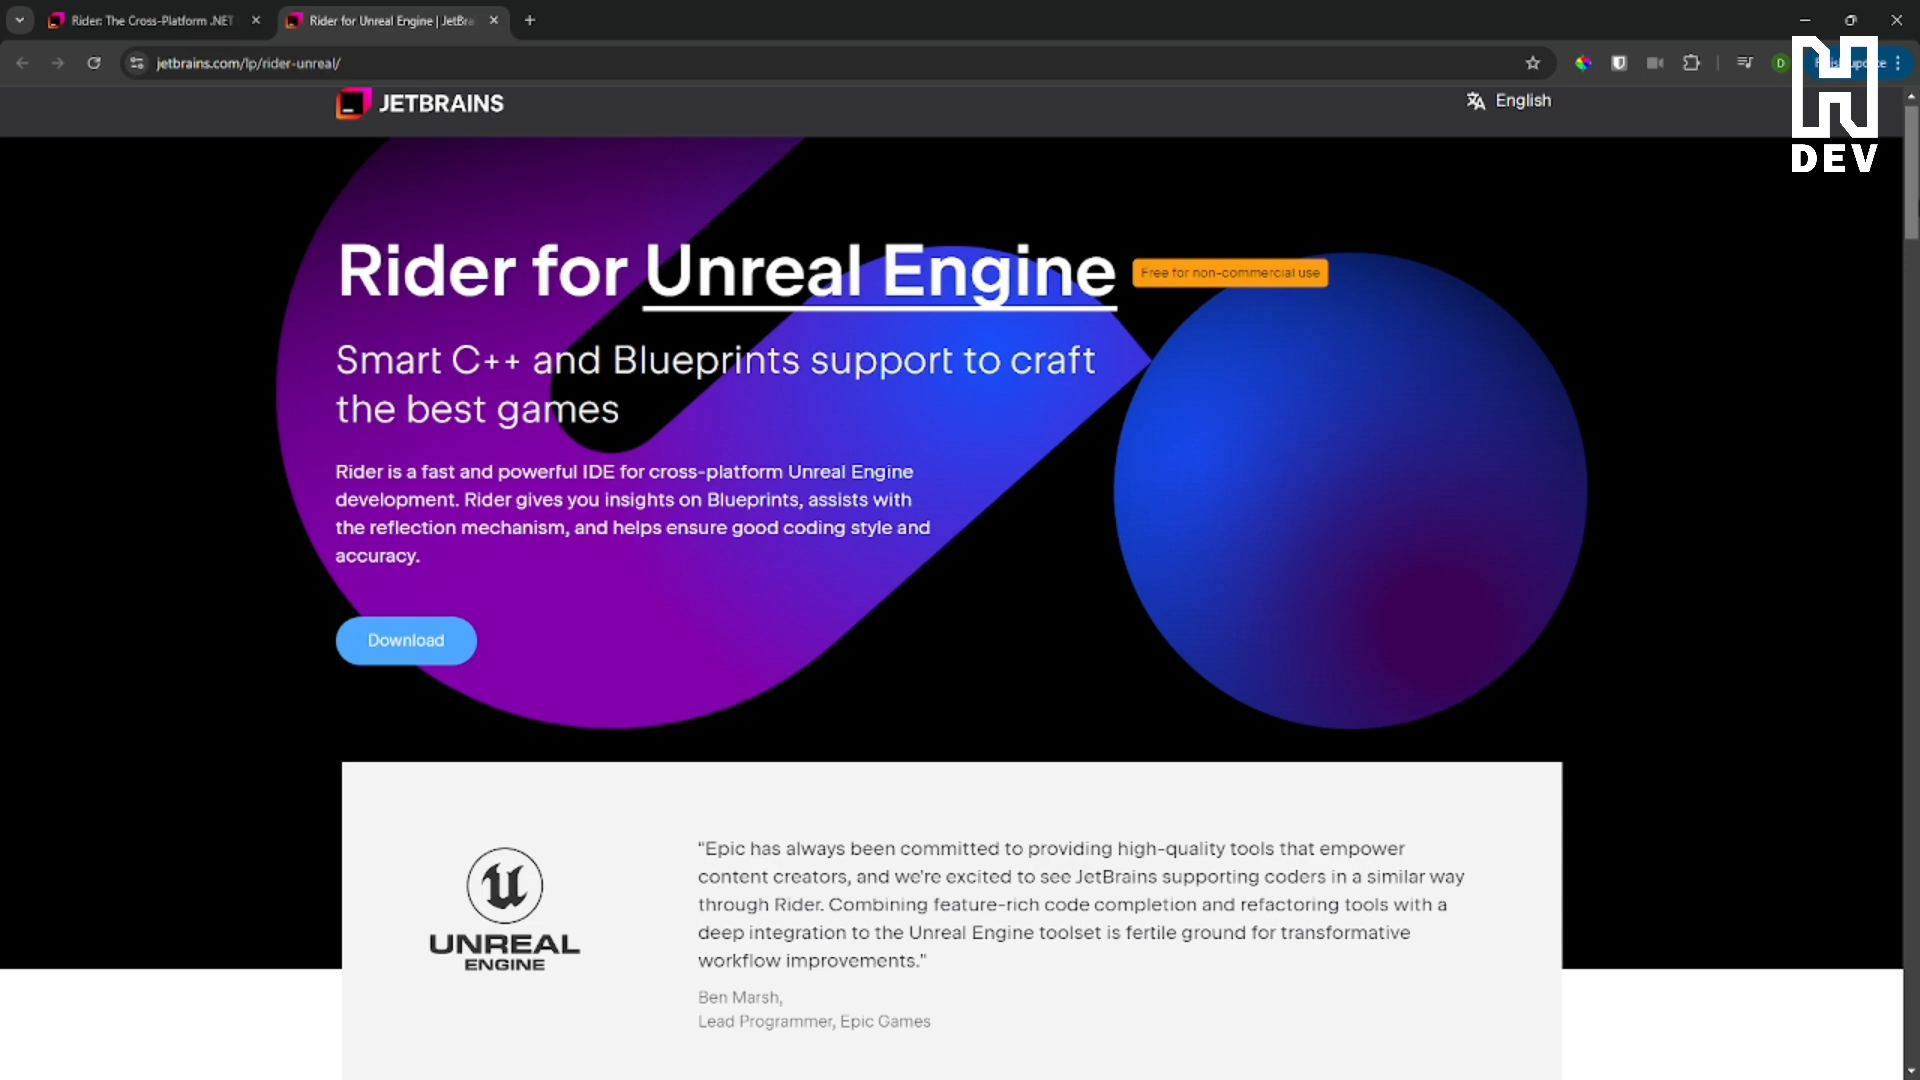 Rider: The Cross-Platform .NET
Rider for Unreal Engine | JetBra
jetbrains.com/lp/rider-unreal/
D
DEV
JETBRAINS
English
Rider for Unreal Engine
Free for non-commercial use
Smart C++ and Blueprints support to craft
the best games
Rider is a fast and powerful IDE for cross-platform Unreal Engine
development. Rider gives you insights on Blueprints, assists with
the reflection mechanism, and helps ensure good coding style and
accuracy.
Download
UNREAL
ENGINE
"Epic has always been committed to providing high-quality tools that empower
content creators, and we're excited to see JetBrains supporting coders in a similar way
through Rider. Combining feature-rich code completion and refactoring tools with a
deep integration to the Unreal Engine toolset is fertile ground for transformative
workflow improvements."
Ben Marsh,
Lead Programmer, Epic Games